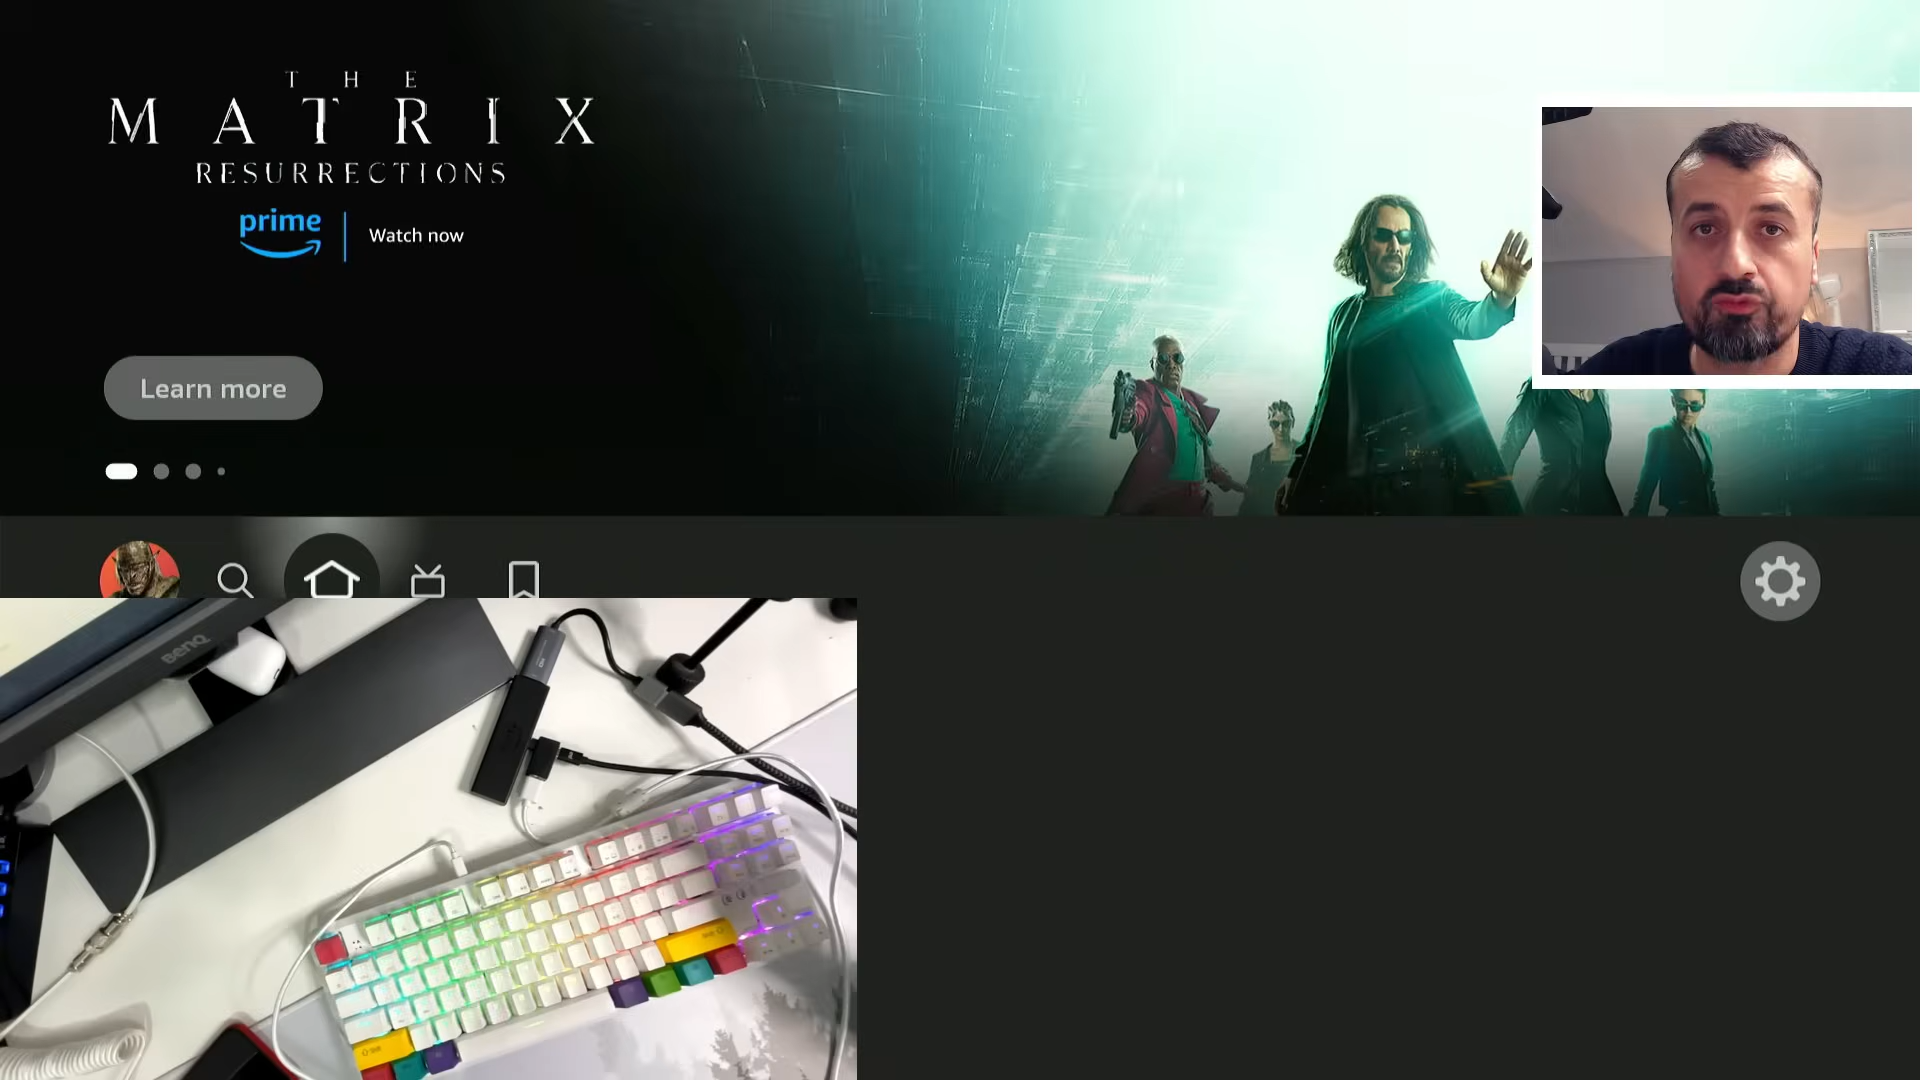 THE
MATRIX
RESURRECTIONS
prime
Watch now
Learn more
BenQ